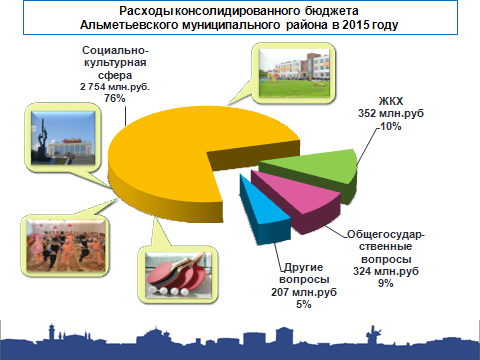 Расходы консолидированного бюджета
Альметьевского муниципального района в 2015 году
Социально-
культурная
сфера
2 754 млн.руб.
76%
ЖКХ
352 млн.руб
10%
Общегосудар-
ственные
вопросы
324 млн.руб
9%
Другие
вопросы
207 млн.руб
5%